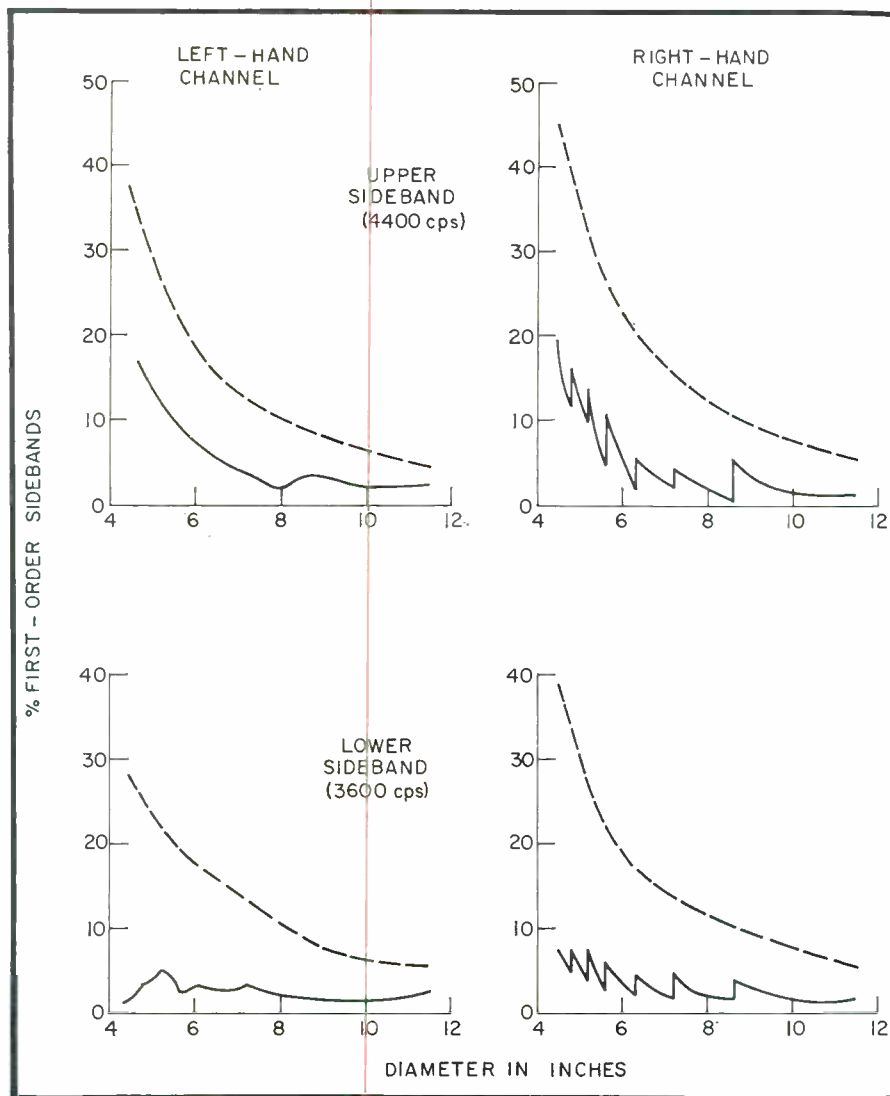 LEFT-HAND
CHANNEL
RIGHT-HAND
CHANNEL
50
40
30
20
10
0
4 6 8 10 12
UPPER
SIDEBAND
(4400 cps)
50
40
30
20
10
0
4 6 8 10 12
% FIRST-ORDER SIDEBANDS
40
30
20
10
0
4 6 8 10 12
LOWER
SIDEBAND
(3600 cps)
40
30
20
10
0
4 6 8 10 12
DIAMETER IN INCHES